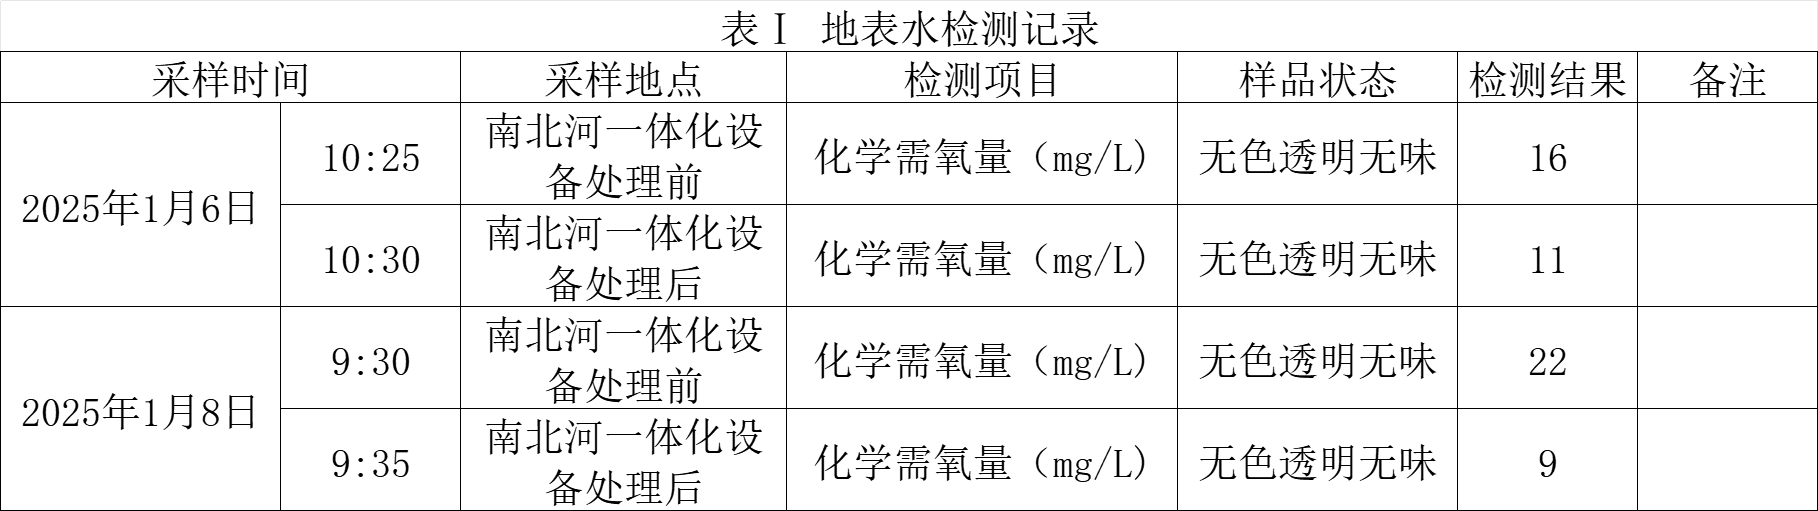 表Ⅰ 地表水检测记录
采样时间 采样地点 检测项目 样品状态 检测结果 备注
2025年1月6日
10:25
南北河一体化设
备处理前
化学需氧量（mg/L）
无色透明无味
16
10:30
南北河一体化设
备处理后
化学需氧量（mg/L）
无色透明无味
11
2025年1月8日
9:30
南北河一体化设
备处理前
化学需氧量（mg/L）
无色透明无味
22
9:35
南北河一体化设
备处理后
化学需氧量（mg/L）
无色透明无味
9